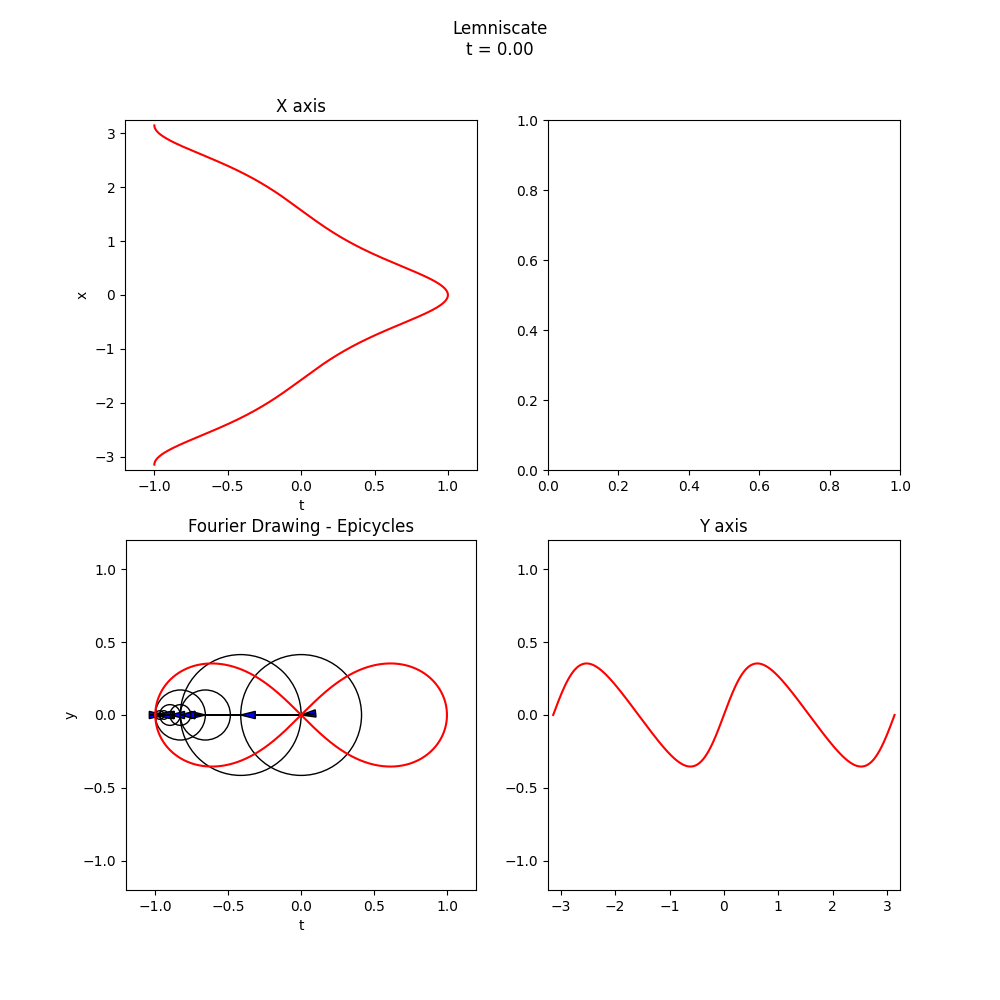 Lemniscate
t = 0.00
X axis
3
2
1
0
−1
−2
−3
x
−1.0 −0.5 0.0 0.5 1.0
t
1.0
0.8
0.6
0.4
0.2
0.0
0.0 0.2 0.4 0.6 0.8 1.0
Fourier Drawing - Epicycles
1.0
0.5
0.0
−0.5
−1.0
y
−1.0 −0.5 0.0 0.5 1.0
t
Y axis
1.0
0.5
0.0
−0.5
−1.0
−3 −2 −1 0 1 2 3